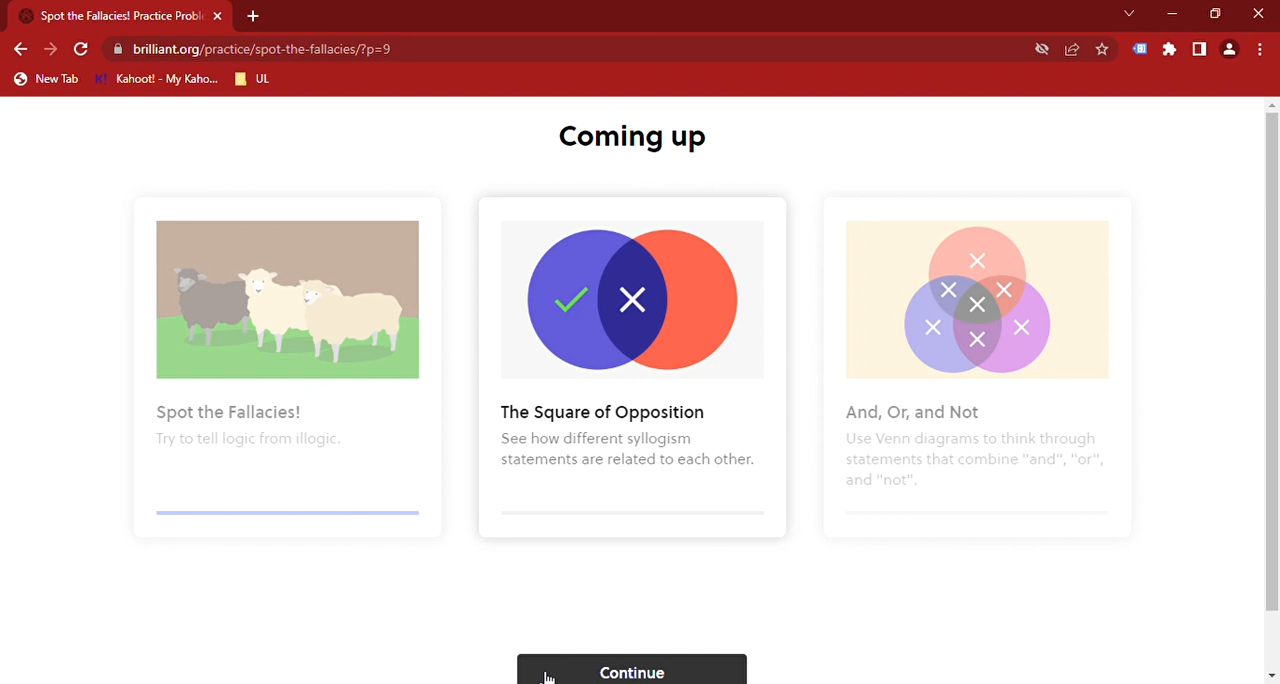 Spot the Fallacies! Practice Proble
brilliant.org/practice/spot-the-fallacies/?p=9
New Tab
K! Kahoot! - My Kaho...
UL
Coming up
Spot the Fallacies!
Try to tell logic from illogic.
The Square of Opposition
See how different syllogism
statements are related to each other.
And, Or, and Not
Use Venn diagrams to think through
statements that combine "and", "or",
and "not".
Continue